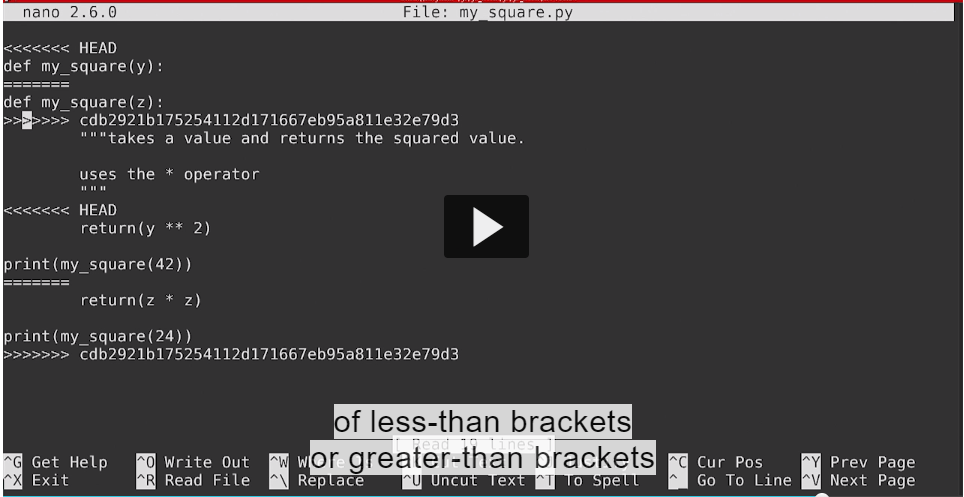 nano 2.6.0 File: my_square.py
<<<<<<< HEAD
def my_square(y):
=======
def my_square(z):
>>>>>>> cdb2921b175254112d171667eb95a811e32e79d3
"""takes a value and returns the squared value.
uses the * operator
"""
<<<<<<< HEAD
return(y ** 2)
print(my_square(42))
=======
return(z * z)
print(my_square(24))
>>>>>>> cdb2921b175254112d171667eb95a811e32e79d3
of less-than brackets
[ Read 19 lines ]
or greater-than brackets
^G Get Help ^O Write Out ^W ^C Cur Pos ^Y Prev Page
^X Exit ^R Read File ^\ Replace ^U Uncut Text ^T To Spell ^_ Go To Line ^V Next Page